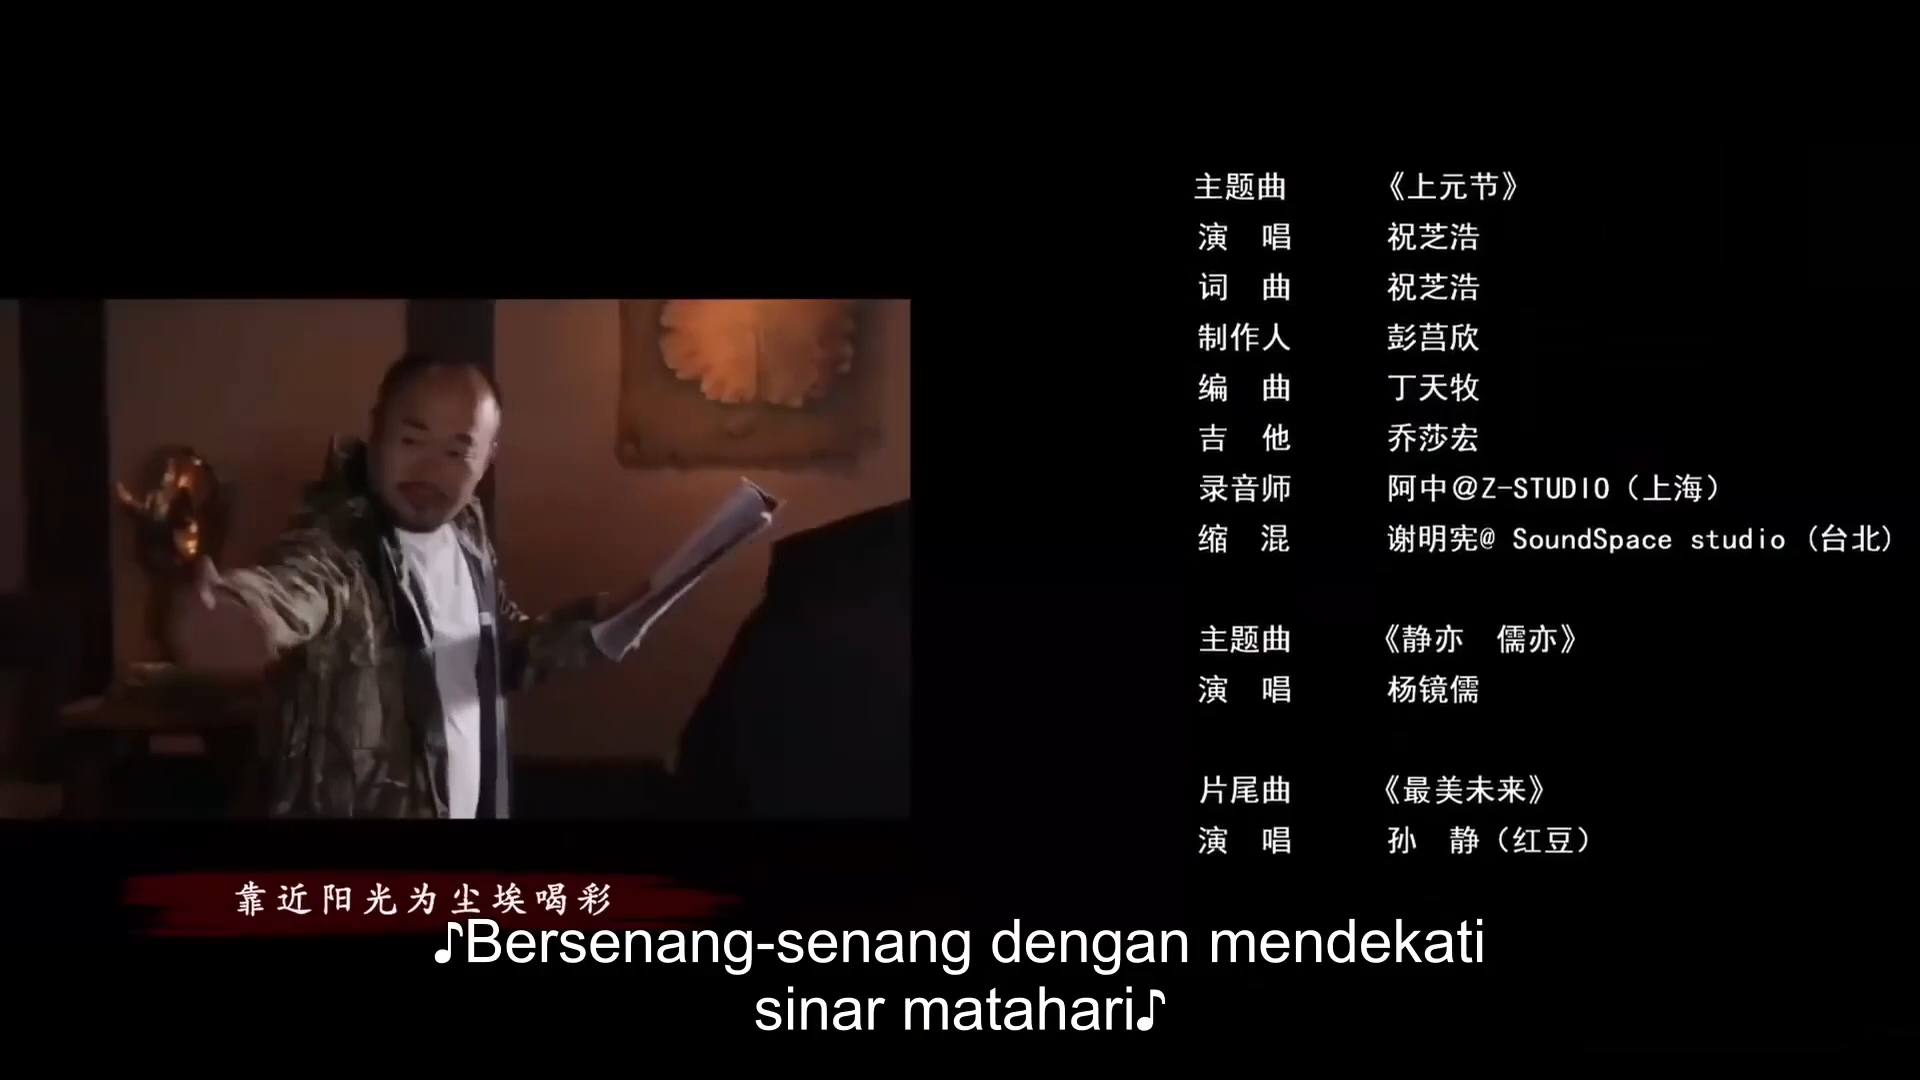 主题曲 《上元节》
演 唱 祝芝浩
词 曲 祝芝浩
制作人 彭莒欣
编 曲 丁天牧
吉 他 乔莎宏
录音师 阿中@Z-STUDIO（上海）
缩 混 谢明宪@ SoundSpace studio (台北)
主题曲 《静亦 儒亦》
演 唱 杨镜儒
片尾曲 《最美未来》
演 唱 孙 静（红豆）
靠近阳光为尘埃喝彩
♪Bersenang-senang dengan mendekati
sinar matahari♪